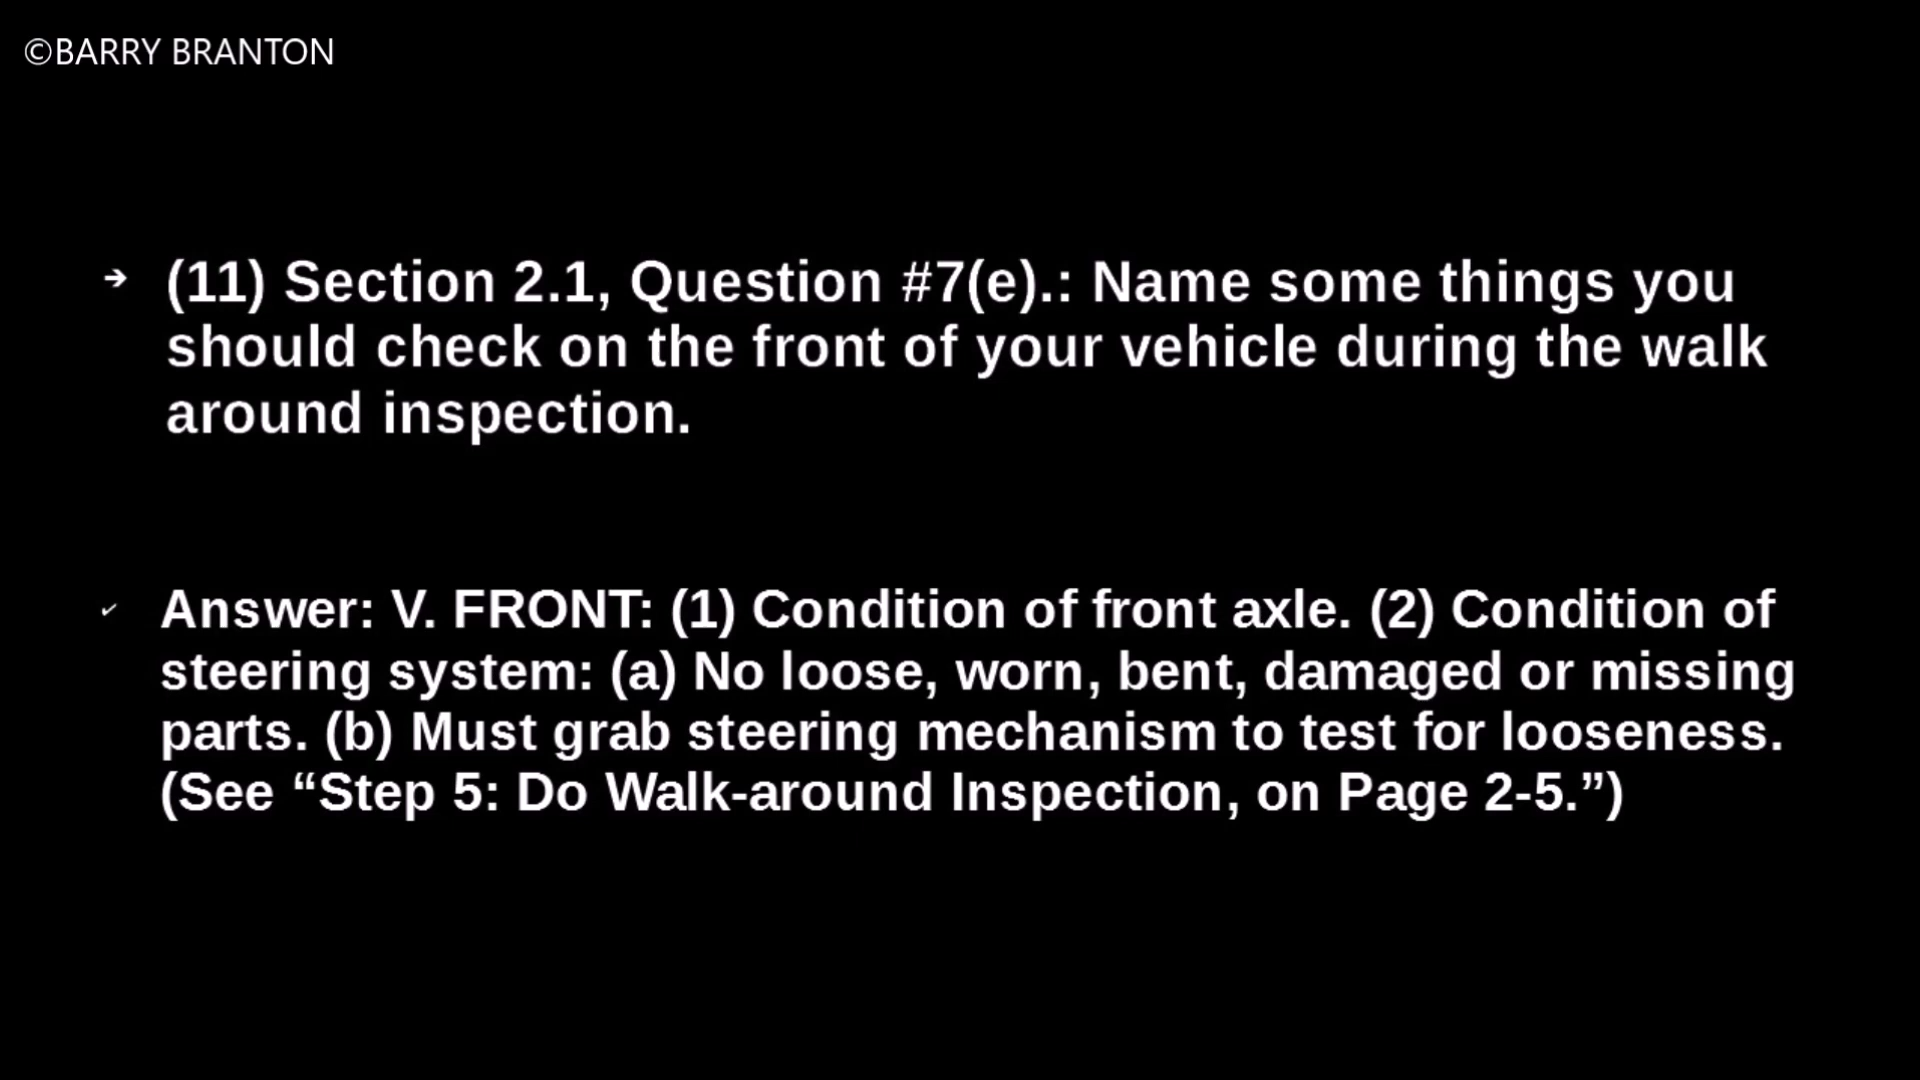 ©BARRY BRANTON
➔ (11) Section 2.1, Question #7(e).: Name some things you
should check on the front of your vehicle during the walk
around inspection.
✓ Answer: V. FRONT: (1) Condition of front axle. (2) Condition of
steering system: (a) No loose, worn, bent, damaged or missing
parts. (b) Must grab steering mechanism to test for looseness.
(See “Step 5: Do Walk-around Inspection, on Page 2-5.”)